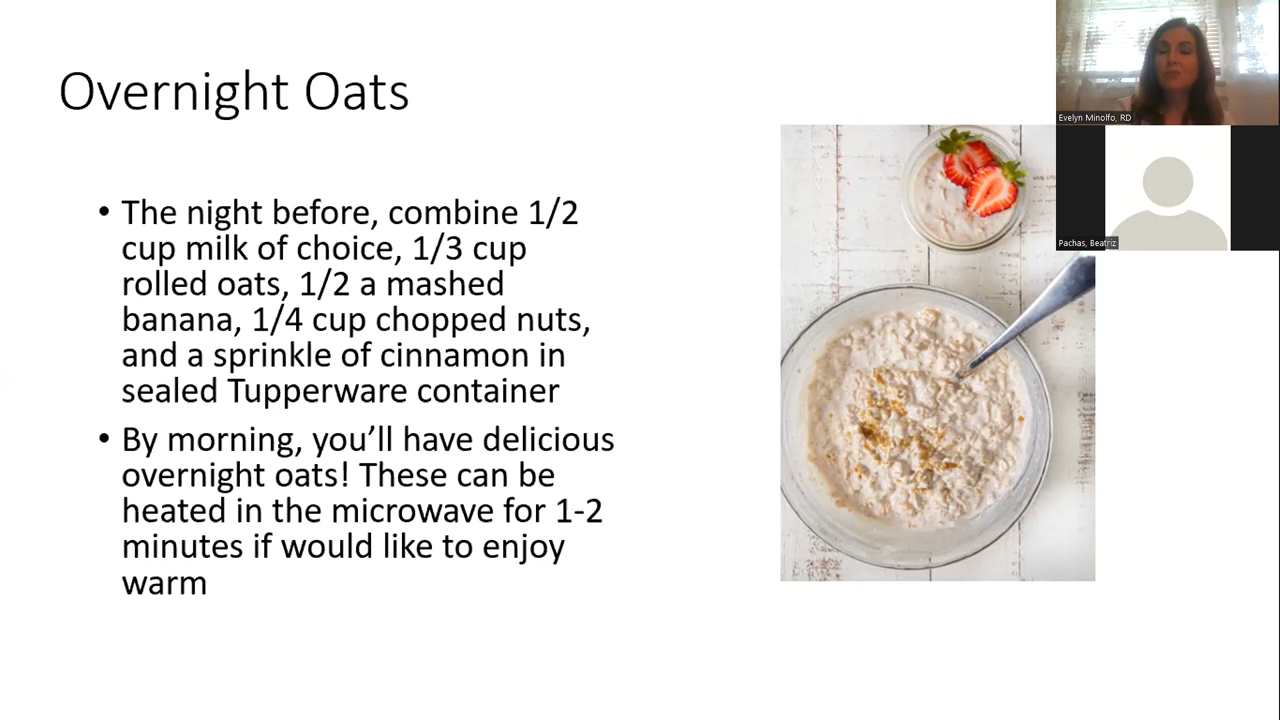 Overnight Oats
• The night before, combine 1/2
cup milk of choice, 1/3 cup
rolled oats, 1/2 a mashed
banana, 1/4 cup chopped nuts,
and a sprinkle of cinnamon in
sealed Tupperware container
• By morning, you’ll have delicious
overnight oats! These can be
heated in the microwave for 1-2
minutes if would like to enjoy
warm
Evelyn Minolfo, RD
Pachas, Beatriz